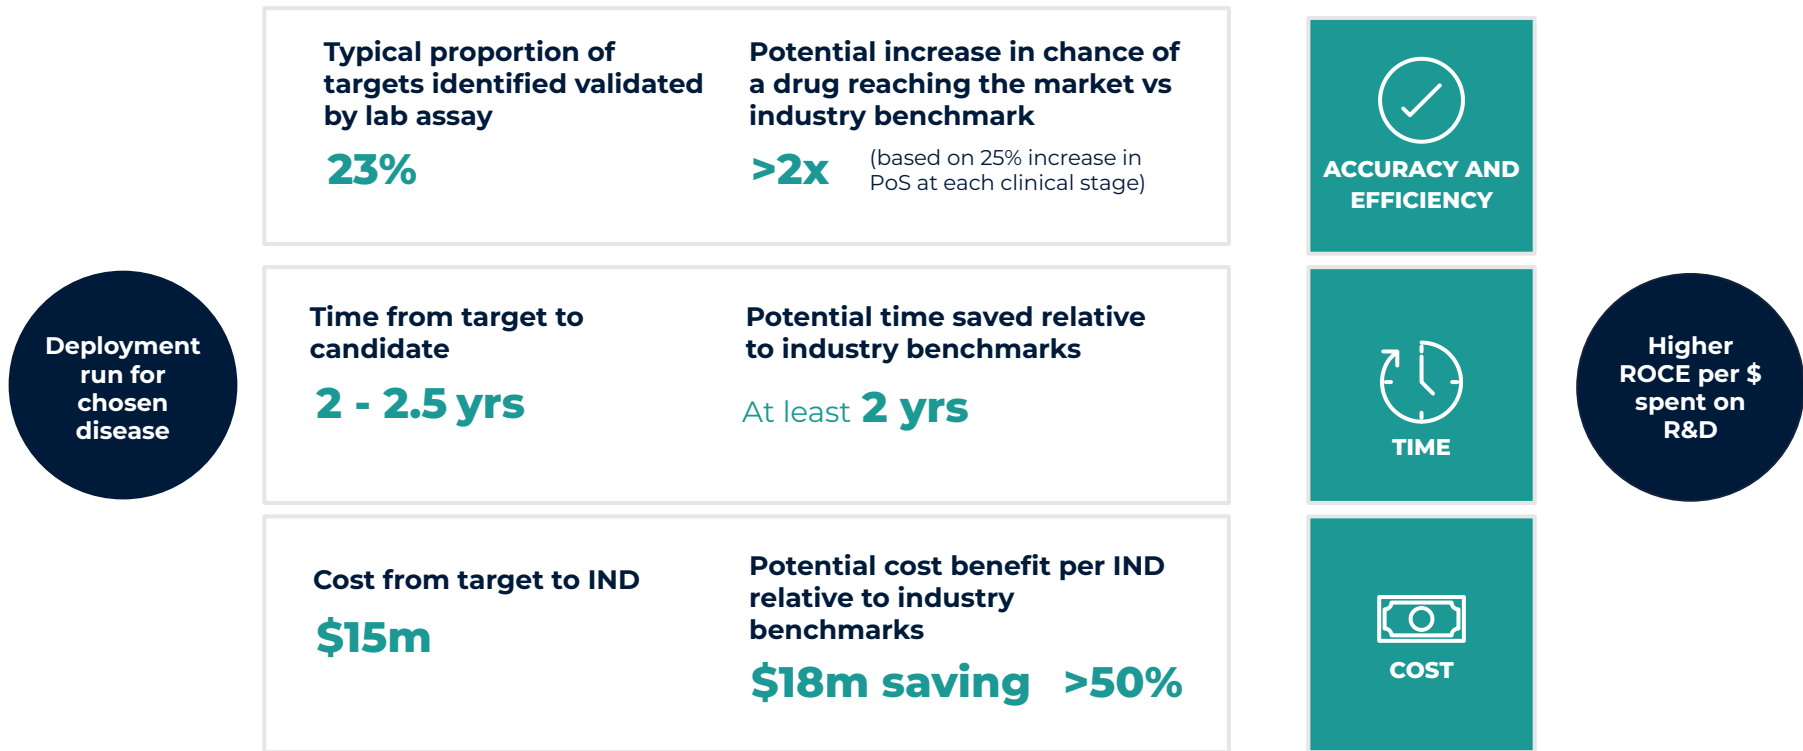 Deployment
run for
chosen
disease
Typical proportion of
targets identified validated
by lab assay
23%
Potential increase in chance of
a drug reaching the market vs
industry benchmark
>2x
(based on 25% increase in
PoS at each clinical stage)
ACCURACY AND
EFFICIENCY
Time from target to
candidate
2 - 2.5 yrs
Potential time saved relative
to industry benchmarks
At least 2 yrs
TIME
Cost from target to IND
$15m
Potential cost benefit per IND
relative to industry
benchmarks
$18m saving >50%
COST
Higher
ROCE per $
spent on
R&D